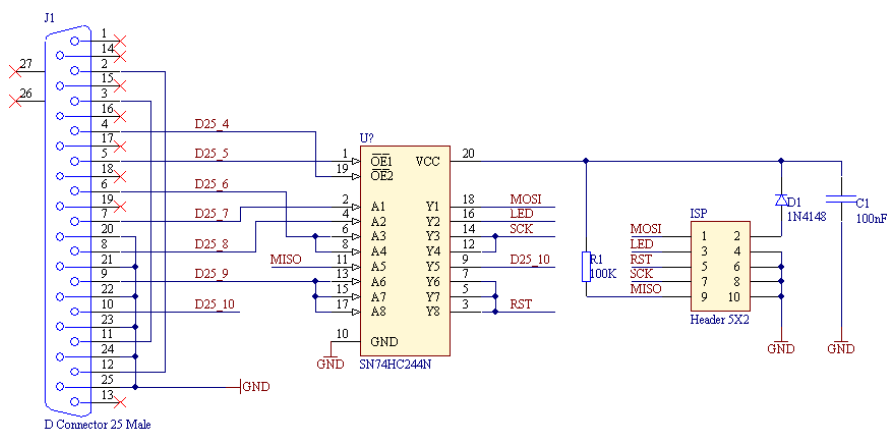 J1
1
14
27
2
15
26
3
16
4
D25_4
17
5
D25_5
18
6
D25_6
19
7
D25_7
20
8
D25_8
21
9
D25_9
22
10
D25_10
23
11
24
12
25
GND
13
D Connector 25 Male
U?
1 OE1 VCC 20
19 OE2
2 A1 Y1 18 MOSI
4 A2 Y2 16 LED
6 A3 Y3 14 SCK
8 A4 Y4 12
MISO 11 A5 Y5 9 D25_10
13 A6 Y6 7
15 A7 Y7 5
17 A8 Y8 3 RST
10 GND
GND
SN74HC244N
R1
100K
ISP
MOSI 1 2
LED 3 4
RST 5 6
SCK 7 8
MISO 9 10
Header 5X2
D1
1N4148
C1
100nF
GND
GND